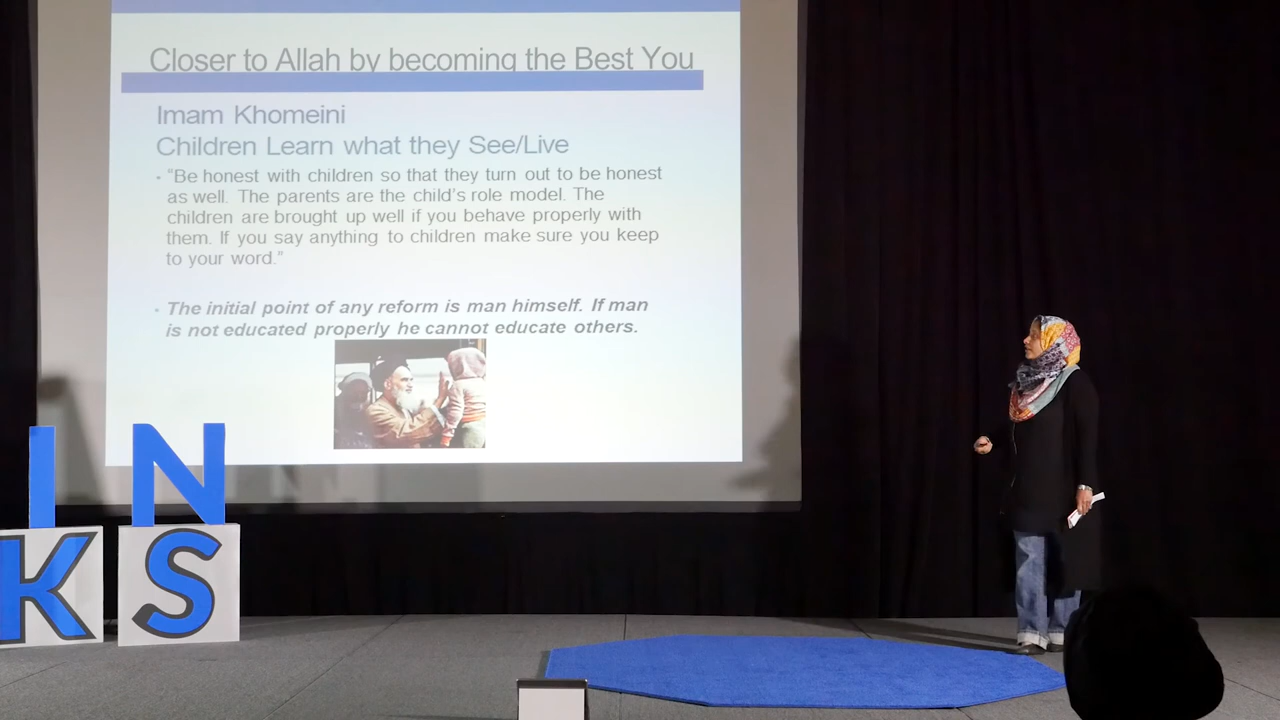 Closer to Allah by becoming the Best You
Imam Khomeini
Children Learn what they See/Live
• "Be honest with children so that they turn out to be honest
as well. The parents are the child's role model. The
children are brought up well if you behave properly with
them. If you say anything to children make sure you keep
to your word."
• The initial point of any reform is man himself. If man
is not educated properly he cannot educate others.
IN
KS